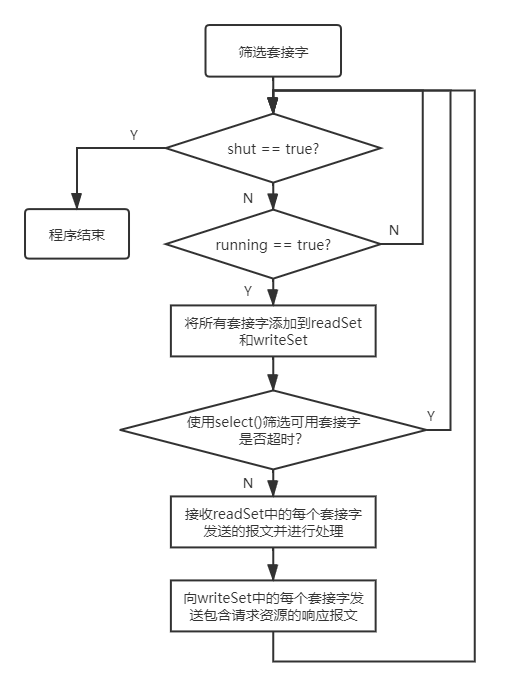 筛选套接字
Y
shut == true?
N
程序结束
running == true?
N
Y
将所有套接字添加到readSet
和writeSet
使用select()筛选可用套接字
是否超时?
Y
N
接收readSet中的每个套接字
发送的报文并进行处理
向writeSet中的每个套接字发
送包含请求资源的响应报文